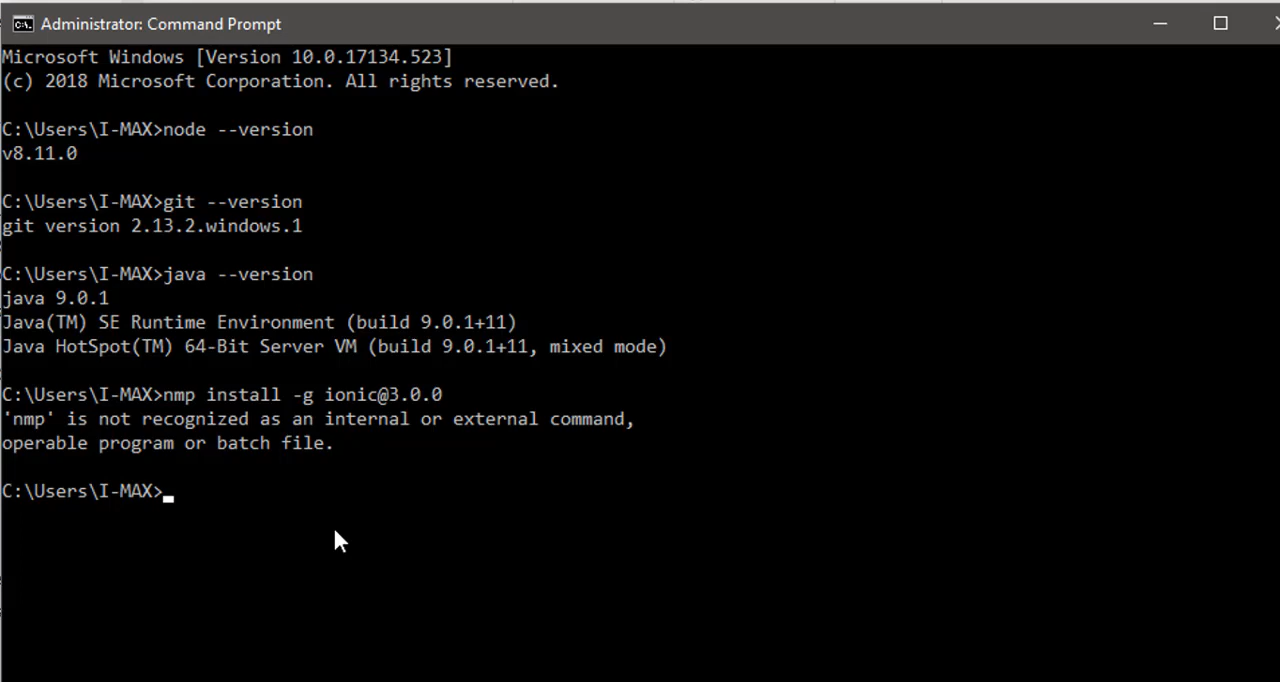 Administrator: Command Prompt
Microsoft Windows [Version 10.0.17134.523]
(c) 2018 Microsoft Corporation. All rights reserved.
C:\Users\I-MAX>node --version
v8.11.0
C:\Users\I-MAX>git --version
git version 2.13.2.windows.1
C:\Users\I-MAX>java --version
java 9.0.1
Java(TM) SE Runtime Environment (build 9.0.1+11)
Java HotSpot(TM) 64-Bit Server VM (build 9.0.1+11, mixed mode)
C:\Users\I-MAX>nmp install -g ionic@3.0.0
'nmp' is not recognized as an internal or external command,
operable program or batch file.
C:\Users\I-MAX>